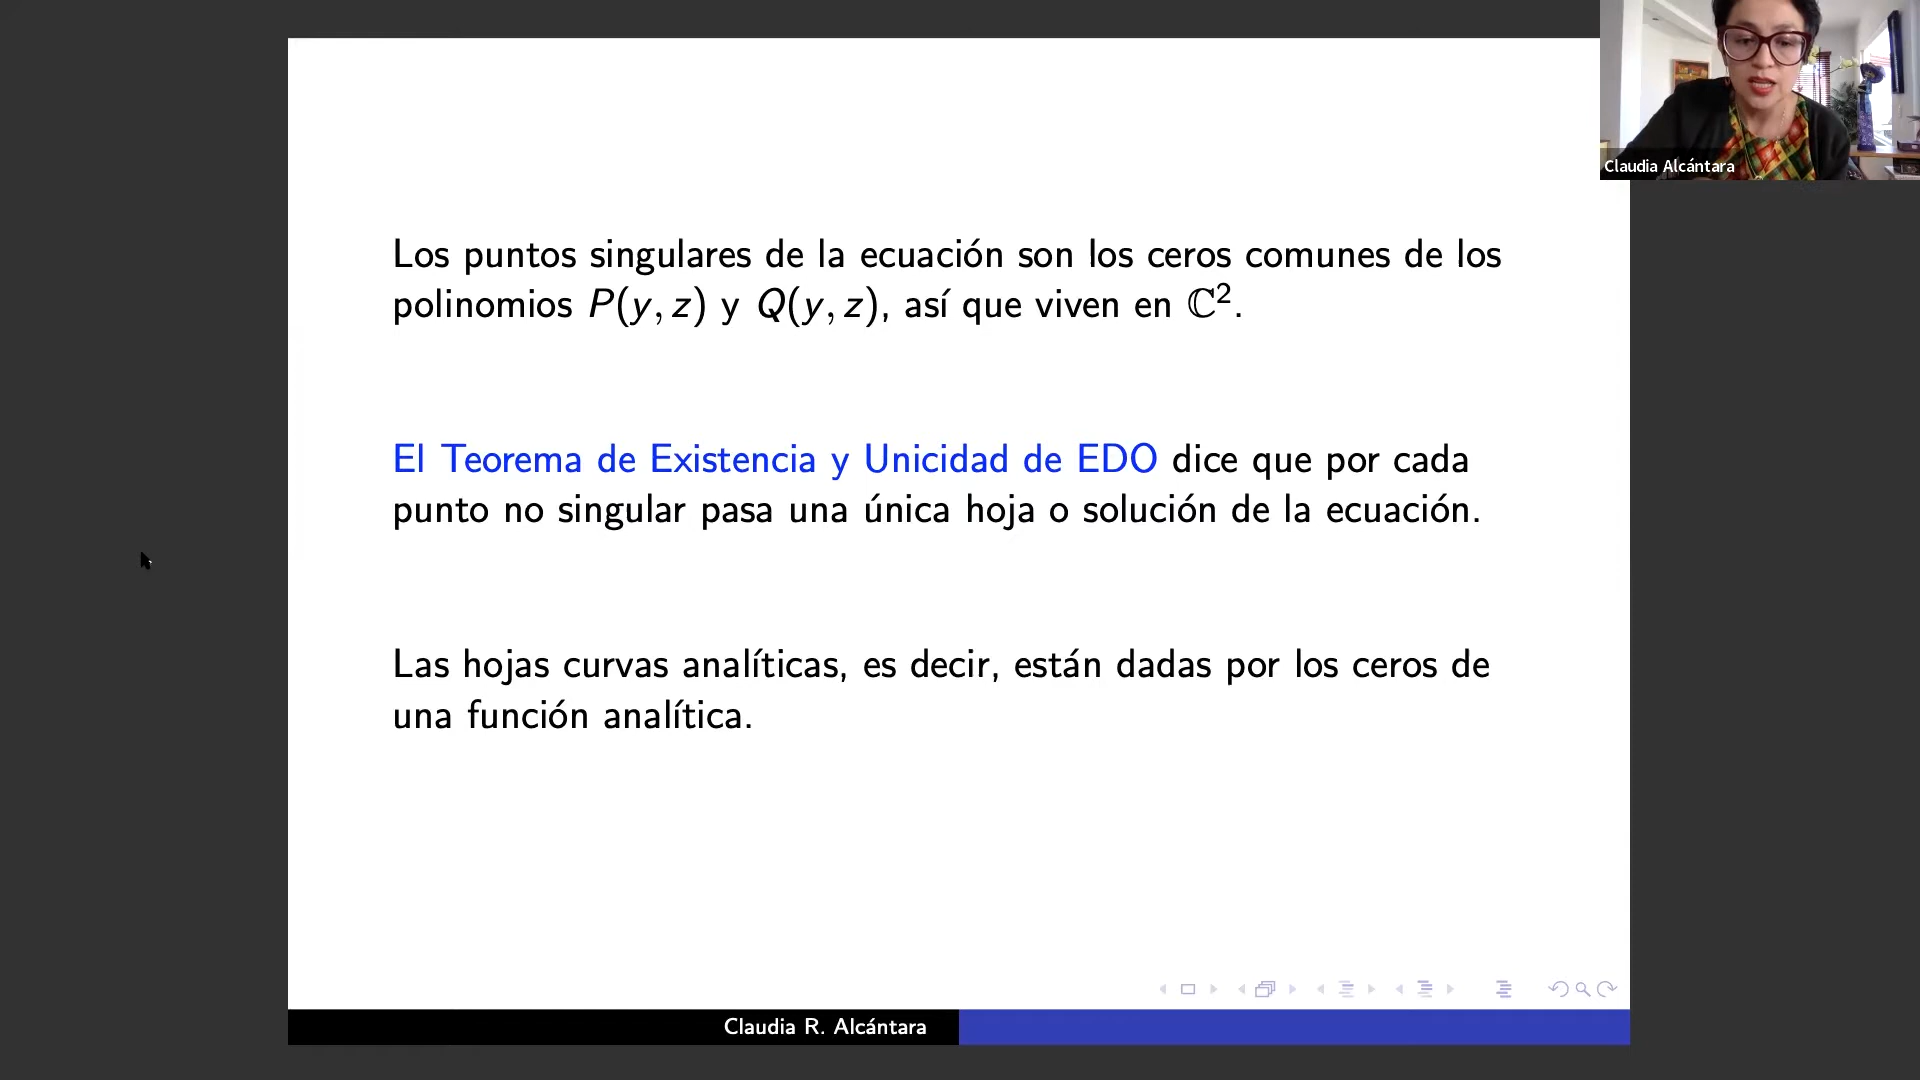 Claudia Alcántara
Los puntos singulares de la ecuación son los ceros comunes de los
polinomios P(y, z) y Q(y, z), así que viven en ℂ².
El Teorema de Existencia y Unicidad de EDO dice que por cada
punto no singular pasa una única hoja o solución de la ecuación.
Las hojas curvas analíticas, es decir, están dadas por los ceros de
una función analítica.
Claudia R. Alcántara